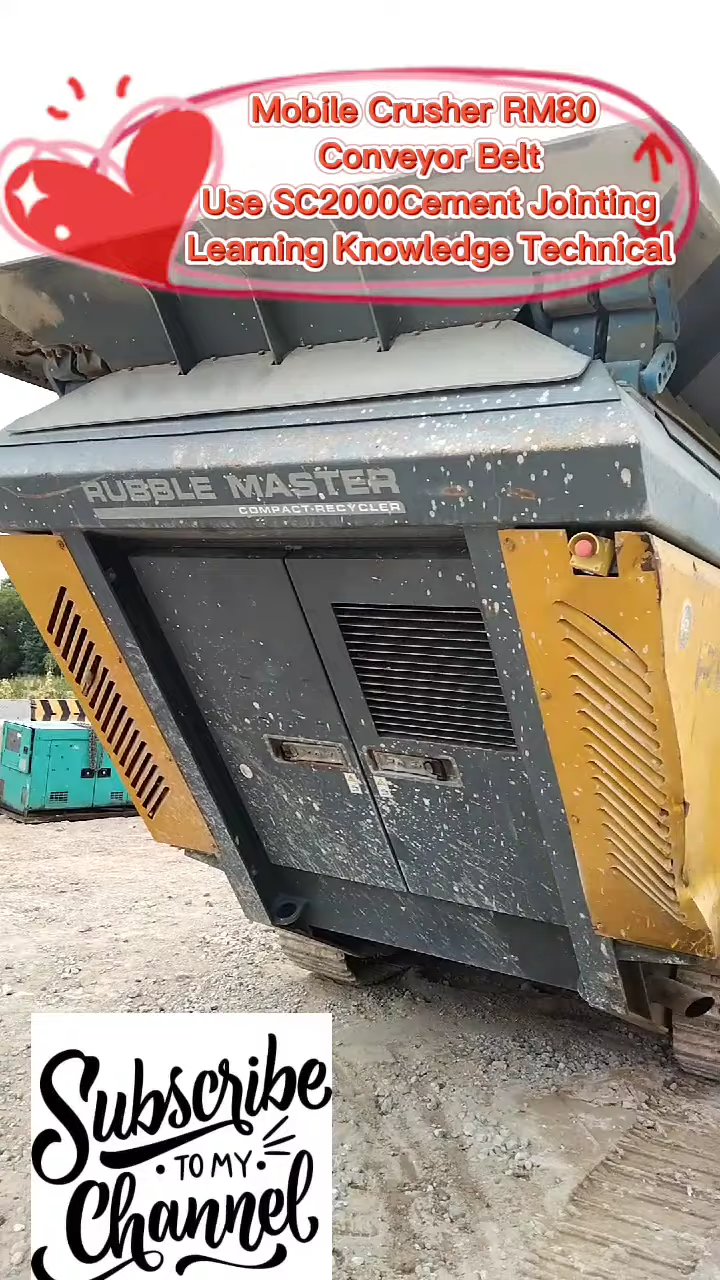 Mobile Crusher RM80
Conveyor Belt
Use SC2000Cement Jointing
Learning Knowledge Technical
RUBBLE MASTER
COMPACT-RECYCLER
Subscribe
TO MY
Channel